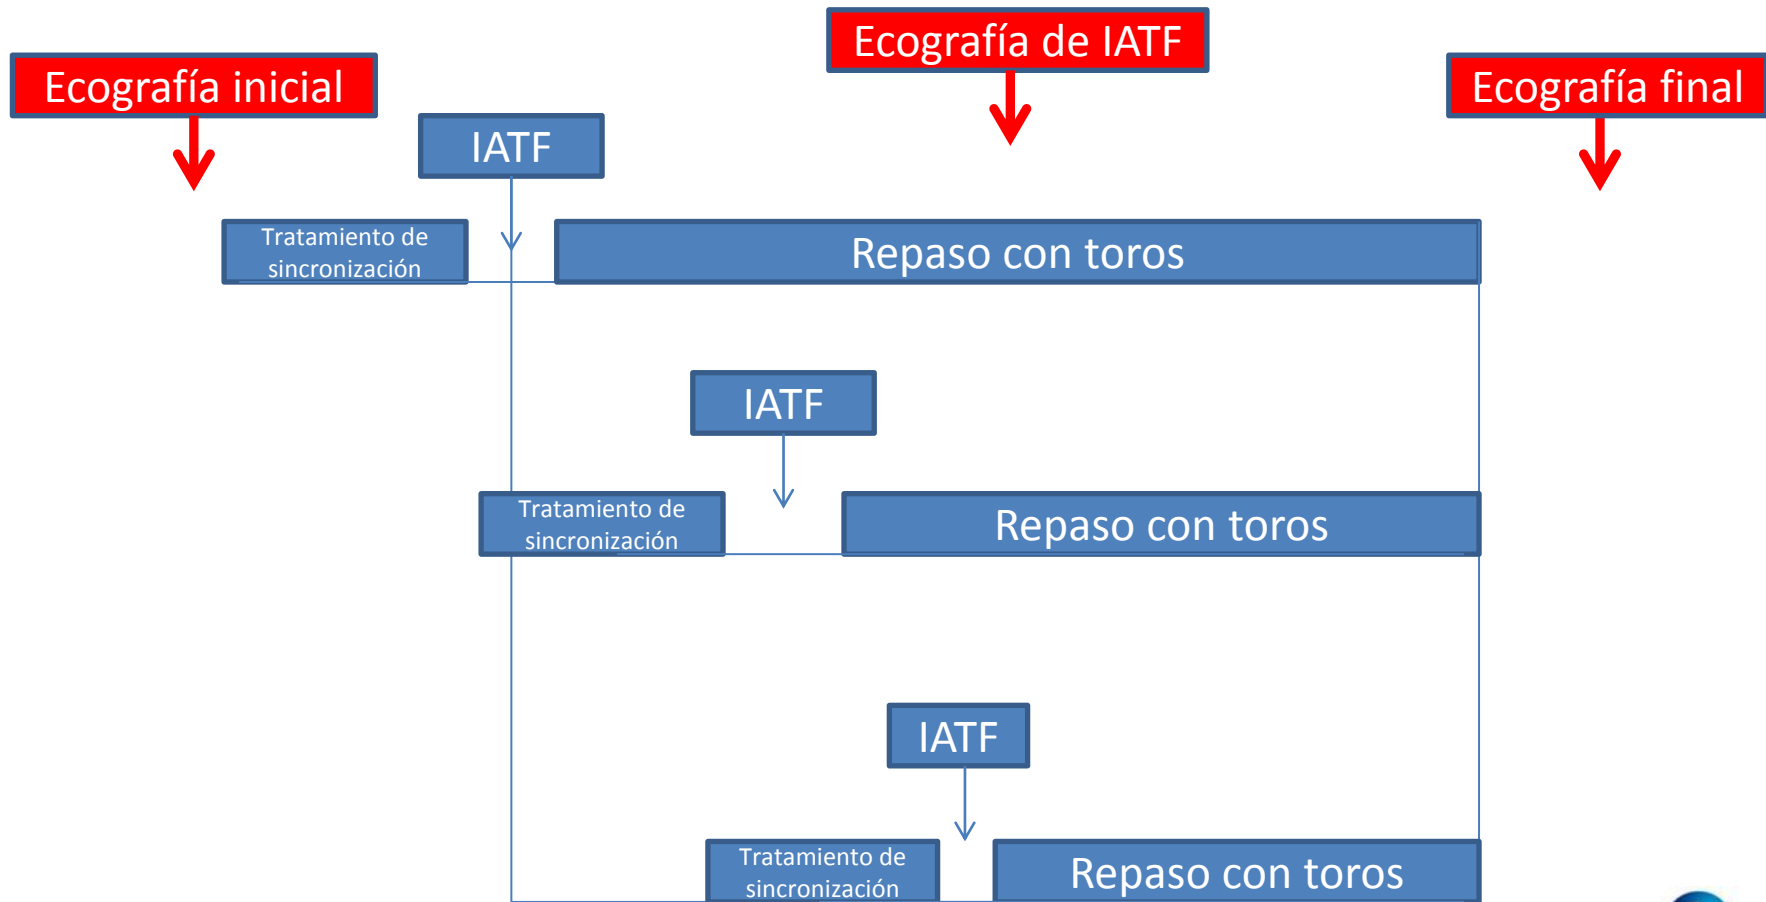 Ecografía de IATF
Ecografía inicial
Ecografía final
IATF
Tratamiento de
sincronización
Repaso con toros
IATF
Tratamiento de
sincronización
Repaso con toros
IATF
Tratamiento de
sincronización
Repaso con toros